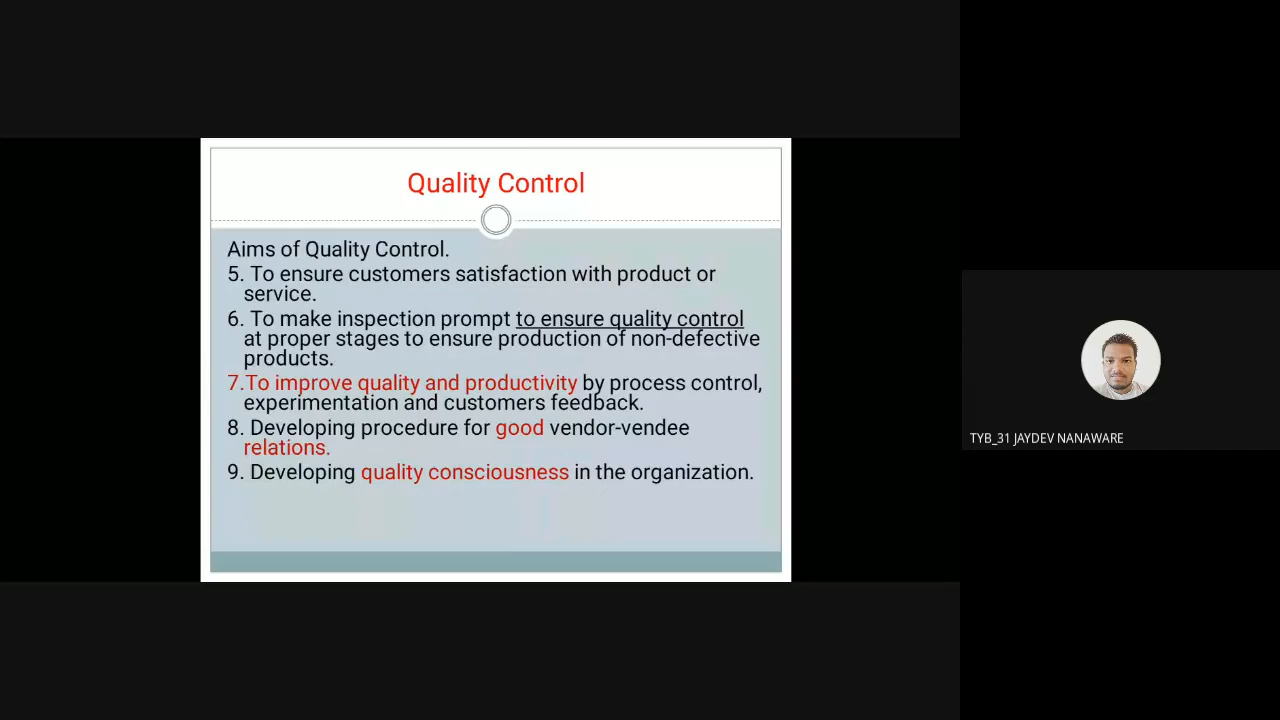 Quality Control
Aims of Quality Control.
5. To ensure customers satisfaction with product or
service.
6. To make inspection prompt to ensure quality control
at proper stages to ensure production of non-defective
products.
7.To improve quality and productivity by process control,
experimentation and customers feedback.
8. Developing procedure for good vendor-vendee
relations.
9. Developing quality consciousness in the organization.
TYB_31 JAYDEV NANAWARE